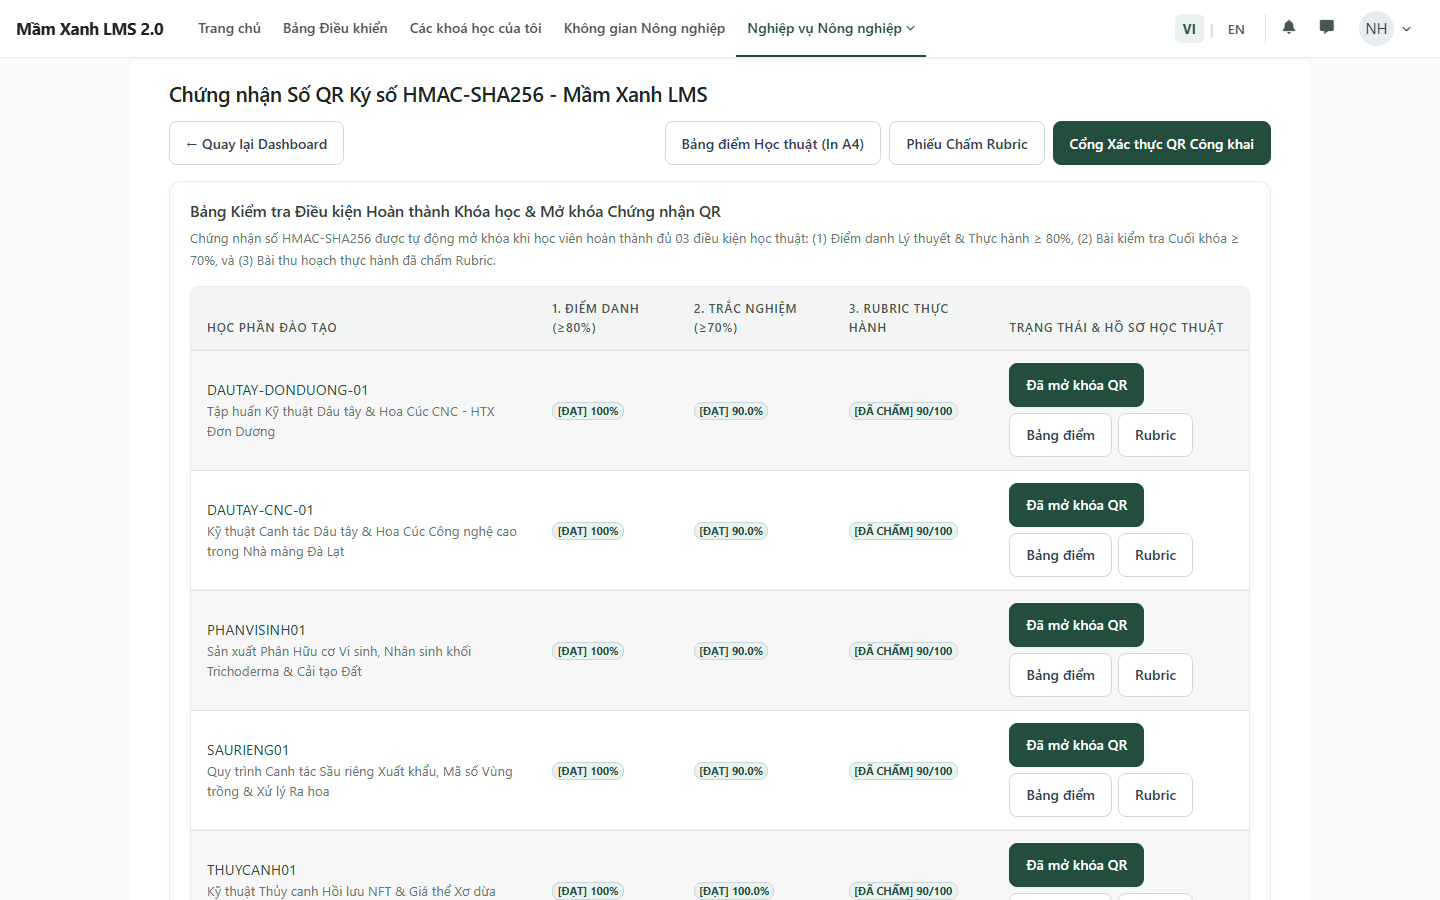 Mầm Xanh LMS 2.0
Trang chủ
Bảng Điều khiển
Các khoá học của tôi
Không gian Nông nghiệp
Nghiệp vụ Nông nghiệp
VI | EN
NH
Chứng nhận Số QR Ký số HMAC-SHA256 - Mầm Xanh LMS
← Quay lại Dashboard
Bảng điểm Học thuật (In A4)
Phiếu Chấm Rubric
Cổng Xác thực QR Công khai
Bảng Kiểm tra Điều kiện Hoàn thành Khóa học & Mở khóa Chứng nhận QR
Chứng nhận số HMAC-SHA256 được tự động mở khóa khi học viên hoàn thành đủ 03 điều kiện học thuật: (1) Điểm danh Lý thuyết & Thực hành ≥ 80%, (2) Bài kiểm tra Cuối khóa ≥
70%, và (3) Bài thu hoạch thực hành đã chấm Rubric.
HỌC PHẦN ĐÀO TẠO
1. ĐIỂM DANH
(≥80%)
2. TRẮC NGHIỆM
(≥70%)
3. RUBRIC THỰC
HÀNH
TRẠNG THÁI & HỒ SƠ HỌC THUẬT
DAUTAY-DONDUONG-01
Tập huấn Kỹ thuật Dâu tây & Hoa Cúc CNC - HTX
Đơn Dương
[ĐẠT] 100%
[ĐẠT] 90.0%
[ĐÃ CHẤM] 90/100
Đã mở khóa QR
Bảng điểm
Rubric
DAUTAY-CNC-01
Kỹ thuật Canh tác Dâu tây & Hoa Cúc Công nghệ cao
trong Nhà màng Đà Lạt
[ĐẠT] 100%
[ĐẠT] 90.0%
[ĐÃ CHẤM] 90/100
Đã mở khóa QR
Bảng điểm
Rubric
PHANVISINH01
Sản xuất Phân Hữu cơ Vi sinh, Nhân sinh khối
Trichoderma & Cải tạo Đất
[ĐẠT] 100%
[ĐẠT] 90.0%
[ĐÃ CHẤM] 90/100
Đã mở khóa QR
Bảng điểm
Rubric
SAURIENG01
Quy trình Canh tác Sầu riêng Xuất khẩu, Mã số Vùng
trồng & Xử lý Ra hoa
[ĐẠT] 100%
[ĐẠT] 90.0%
[ĐÃ CHẤM] 90/100
Đã mở khóa QR
Bảng điểm
Rubric
THUYCANH01
Kỹ thuật Thủy canh Hồi lưu NFT & Giá thể Xơ dừa
[ĐẠT] 100%
[ĐẠT] 100.0%
[ĐÃ CHẤM] 90/100
Đã mở khóa QR